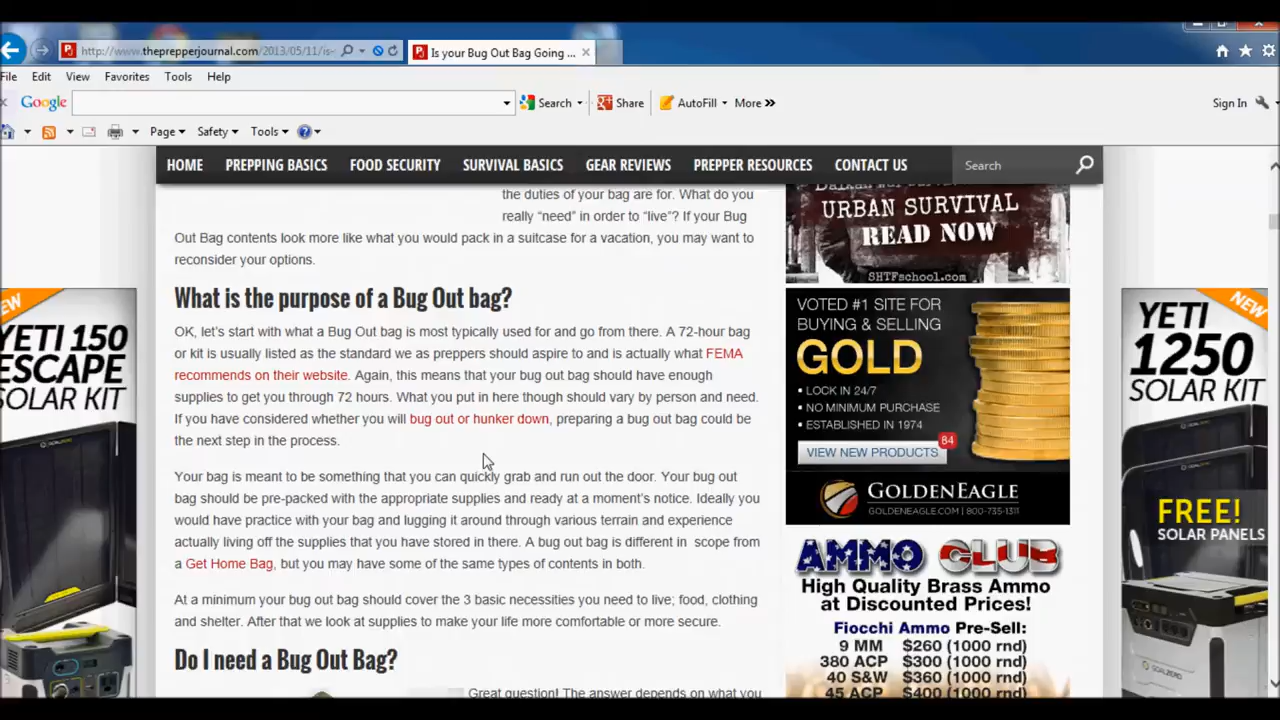 http://www.theprepperjournal.com/2013/05/11/is-
Is your Bug Out Bag Going ...
File Edit View Favorites Tools Help
Google
Search
Share
AutoFill
More »
Sign In
Page
Safety
Tools
HOME PREPPING BASICS FOOD SECURITY SURVIVAL BASICS GEAR REVIEWS PREPPER RESOURCES CONTACT US
Search
the duties of your bag are for. What do you
really “need” in order to “live”? If your Bug
Out Bag contents look more like what you would pack in a suitcase for a vacation, you may want to
reconsider your options.
What is the purpose of a Bug Out bag?
OK, let’s start with what a Bug Out bag is most typically used for and go from there. A 72-hour bag
or kit is usually listed as the standard we as preppers should aspire to and is actually what FEMA
recommends on their website. Again, this means that your bug out bag should have enough
supplies to get you through 72 hours. What you put in here though should vary by person and need.
If you have considered whether you will bug out or hunker down, preparing a bug out bag could be
the next step in the process.
Your bag is meant to be something that you can quickly grab and run out the door. Your bug out
bag should be pre-packed with the appropriate supplies and ready at a moment’s notice. Ideally you
would have practice with your bag and lugging it around through various terrain and experience
actually living off the supplies that you have stored in there. A bug out bag is different in scope from
a Get Home Bag, but you may have some of the same types of contents in both.
At a minimum your bug out bag should cover the 3 basic necessities you need to live; food, clothing
and shelter. After that we look at supplies to make your life more comfortable or more secure.
Do I need a Bug Out Bag?
Great question! The answer depends on what you
URBAN SURVIVAL
READ NOW
SHTFschool.com
VOTED #1 SITE FOR
BUYING & SELLING
GOLD
• LOCK IN 24/7
• NO MINIMUM PURCHASE
• ESTABLISHED IN 1974
VIEW NEW PRODUCTS
84
GOLDENEAGLE
GOLDENEAGLE.COM | 800-735-1311
AMMO CLUB
High Quality Brass Ammo
at Discounted Prices!
Fiocchi Ammo Pre-Sell:
9 MM $260 (1000 rnd)
380 ACP $300 (1000 rnd)
40 S&W $360 (1000 rnd)
45 ACP $400 (1000 rnd)
YETI 150
ESCAPE
SOLAR KIT
NEW
YETI
1250
SOLAR KIT
FREE!
SOLAR PANELS
GOALZERO